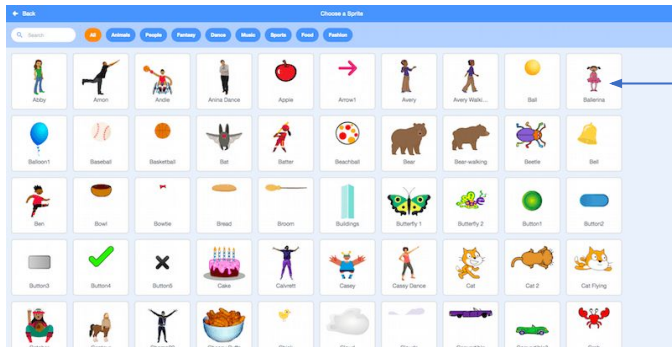 Back
Choose a Sprite
Search
All Animals People Fantasy Dance Music Sports Food Fashion
Abby Amon Andie Anina Dance Apple Arrow1 Avery Avery Walki... Ball Ballerina
Balloon1 Baseball Basketball Bat Batter Beachball Bear Bear-walking Beetle Bell
Ben Bowl Bowtie Bread Broom Buildings Butterfly 1 Butterfly 2 Button1 Button2
Button3 Button4 Button5 Cake Calvrett Casey Cassy Dance Cat Cat 2 Cat Flying